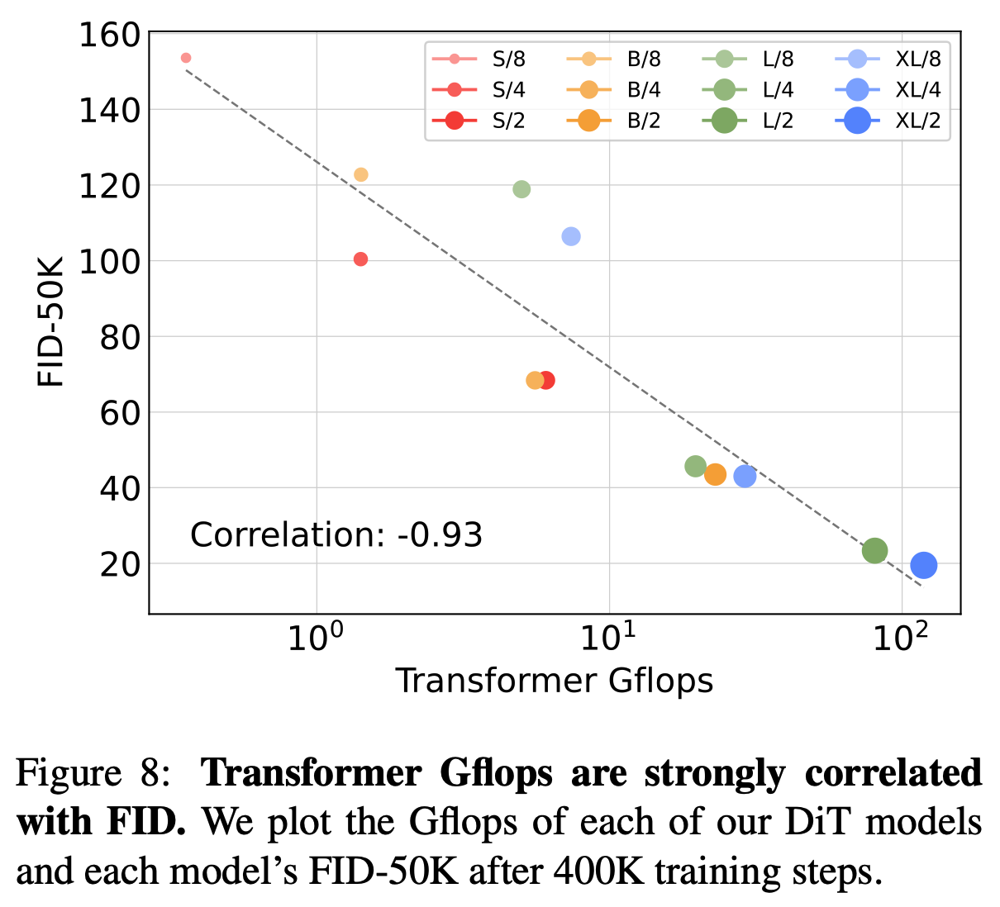 160
140
120
100
80
60
40
20
FID-50K
S/8 B/8 L/8 XL/8
S/4 B/4 L/4 XL/4
S/2 B/2 L/2 XL/2
Correlation: -0.93
10⁰ 10¹ 10²
Transformer Gflops
Figure 8: Transformer Gflops are strongly correlated
with FID. We plot the Gflops of each of our DiT models
and each model’s FID-50K after 400K training steps.